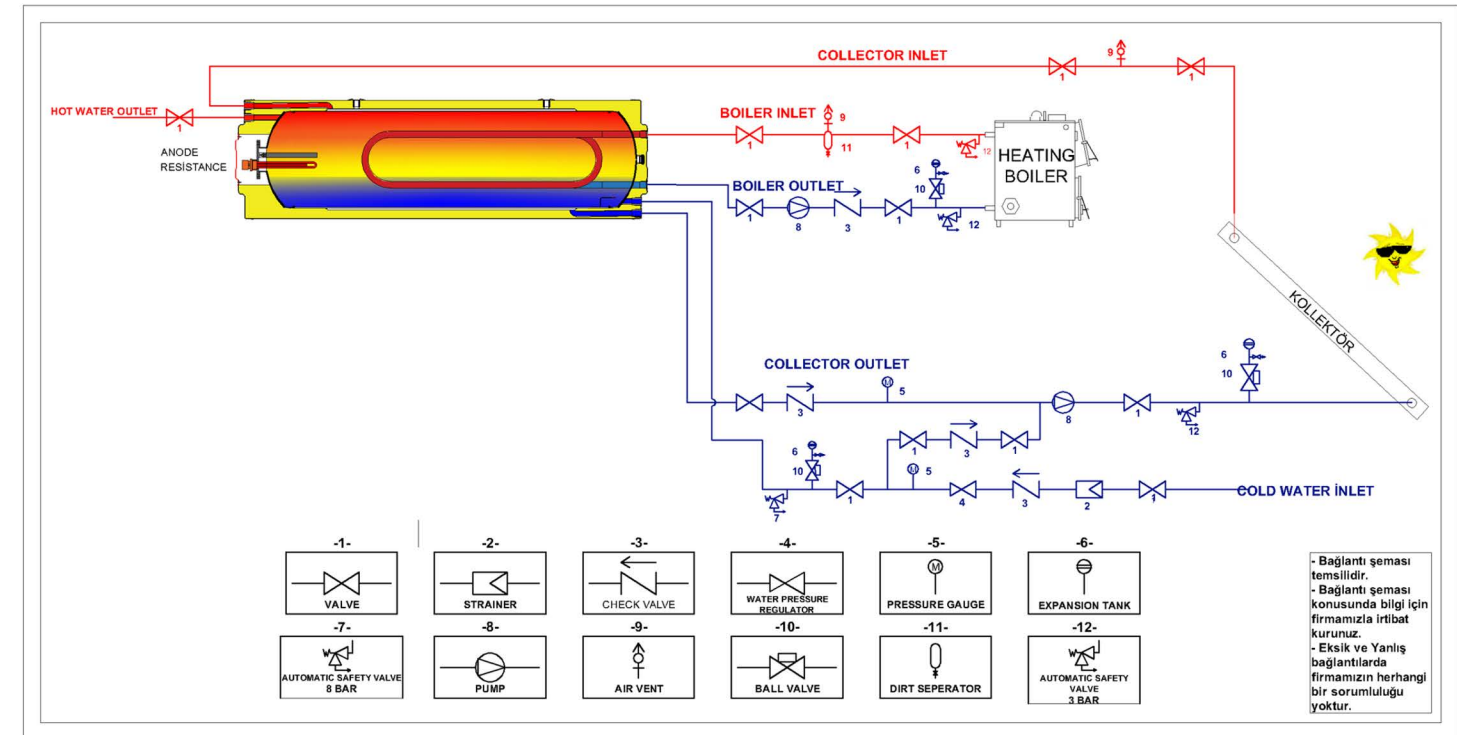 COLLECTOR INLET
9
1
1
HOT WATER OUTLET
1
BOILER INLET
9
1
11
1
12
HEATING
BOILER
ANODE
RESİSTANCE
BOILER OUTLET
6
10
1
8
3
1
12
KOLLEKTÖR
COLLECTOR OUTLET
6
10
M
5
3
8
1
12
1
3
1
6
10
M
5
7
1
4
3
2
1
COLD WATER İNLET
-1-
VALVE
-2-
STRAINER
-3-
CHECK VALVE
-4-
WATER PRESSURE
REGULATOR
-5-
M
PRESSURE GAUGE
-6-
EXPANSION TANK
-7-
AUTOMATIC SAFETY VALVE
8 BAR
-8-
PUMP
-9-
AIR VENT
-10-
BALL VALVE
-11-
DIRT SEPERATOR
-12-
AUTOMATIC SAFETY
VALVE
3 BAR
- Bağlantı şeması
temsilidir.
- Bağlantı şeması
konusunda bilgi için
firmamızla irtibat
kurunuz.
- Eksik ve Yanlış
bağlantılarda
firmamızın herhangi
bir sorumluluğu
yoktur.